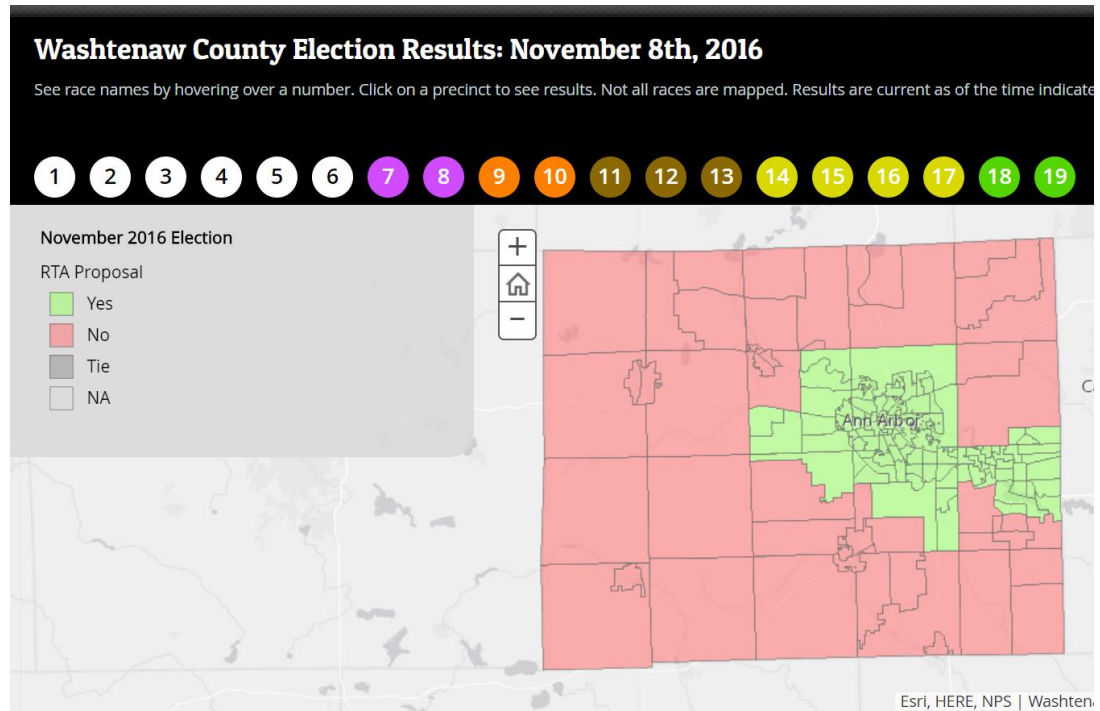 Washtenaw County Election Results: November 8th, 2016
See race names by hovering over a number. Click on a precinct to see results. Not all races are mapped. Results are current as of the time indicate
1 2 3 4 5 6 7 8 9 10 11 12 13 14 15 16 17 18 19
November 2016 Election
RTA Proposal
Yes
No
Tie
NA
+
−
Ann Arbor
Ca
Esri, HERE, NPS | Washtena